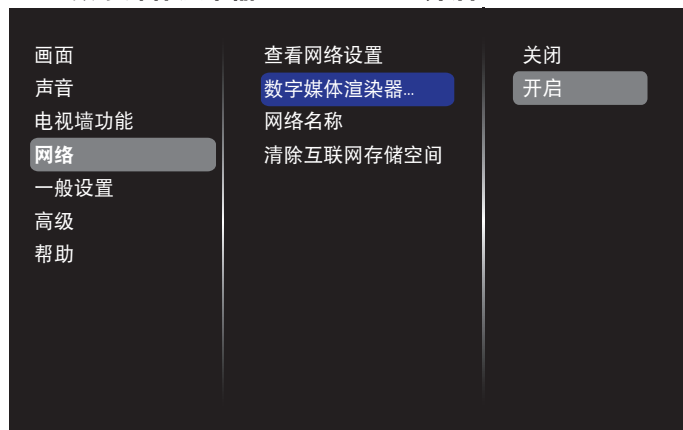 画面
声音
电视墙功能
网络
一般设置
高级
帮助
查看网络设置
数字媒体渲染器...
网络名称
清除互联网存储空间
关闭
开启